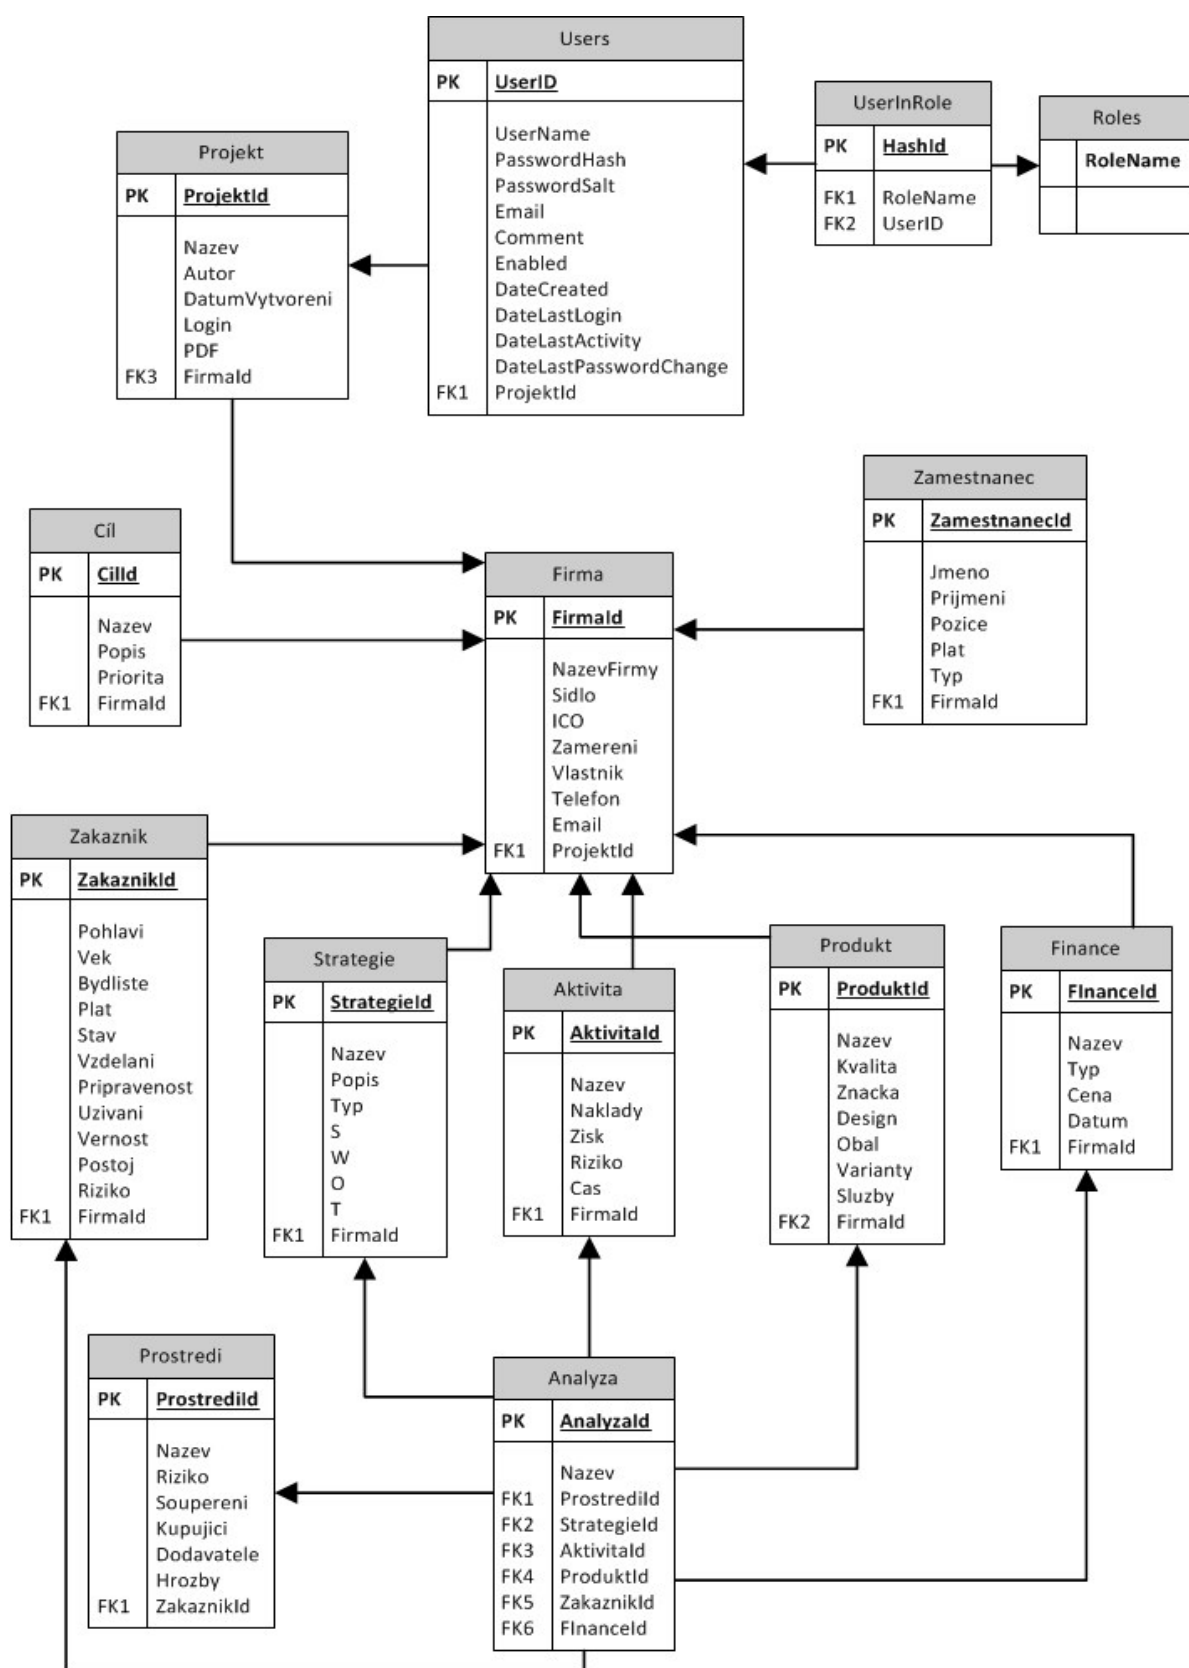 Users
PK UserID
UserName
PasswordHash
PasswordSalt
Email
Comment
Enabled
DateCreated
DateLastLogin
DateLastActivity
DateLastPasswordChange
FK1 ProjektId
UserInRole
PK HashId
FK1 RoleName
FK2 UserID
Roles
RoleName
Projekt
PK ProjektId
Nazev
Autor
DatumVytvoreni
Login
PDF
FK3 FirmaId
Zamestnanec
PK ZamestnanecId
Jmeno
Prijmeni
Pozice
Plat
Typ
FK1 FirmaId
Cíl
PK CilId
Nazev
Popis
Priorita
FK1 FirmaId
Firma
PK FirmaId
NazevFirmy
Sidlo
ICO
Zamereni
Vlastnik
Telefon
Email
FK1 ProjektId
Zakaznik
PK ZakaznikId
Pohlavi
Vek
Bydliste
Plat
Stav
Vzdelani
Pripravenost
Uzivani
Vernost
Postoj
Riziko
FK1 FirmaId
Strategie
PK StrategieId
Nazev
Popis
Typ
S
W
O
T
FK1 FirmaId
Aktivita
PK AktivitaId
Nazev
Naklady
Zisk
Riziko
Cas
FK1 FirmaId
Produkt
PK ProduktId
Nazev
Kvalita
Znacka
Design
Obal
Varianty
Sluzby
FK2 FirmaId
Finance
PK FInanceId
Nazev
Typ
Cena
Datum
FK1 FirmaId
Prostredi
PK ProstrediId
Nazev
Riziko
Soupereni
Kupujici
Dodavatele
Hrozby
FK1 ZakaznikId
Analyza
PK AnalyzaId
Nazev
FK1 ProstrediId
FK2 StrategieId
FK3 AktivitaId
FK4 ProduktId
FK5 ZakaznikId
FK6 FInanceId